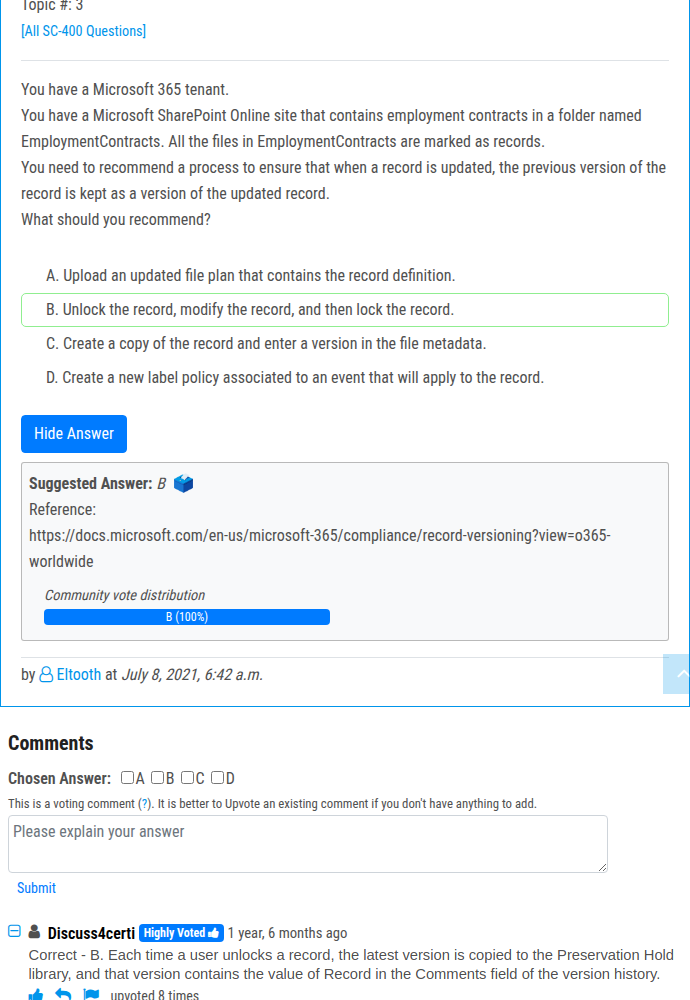 Topic #: 3
[All SC-400 Questions]
You have a Microsoft 365 tenant.
You have a Microsoft SharePoint Online site that contains employment contracts in a folder named
EmploymentContracts. All the files in EmploymentContracts are marked as records.
You need to recommend a process to ensure that when a record is updated, the previous version of the
record is kept as a version of the updated record.
What should you recommend?
A. Upload an updated file plan that contains the record definition.
B. Unlock the record, modify the record, and then lock the record.
C. Create a copy of the record and enter a version in the file metadata.
D. Create a new label policy associated to an event that will apply to the record.
Hide Answer
Suggested Answer: B
Reference:
https://docs.microsoft.com/en-us/microsoft-365/compliance/record-versioning?view=o365-
worldwide
Community vote distribution
B (100%)
by Eltooth at July 8, 2021, 6:42 a.m.
Comments
Chosen Answer: A B C D
This is a voting comment (?). It is better to Upvote an existing comment if you don't have anything to add.
Please explain your answer
Submit
Discuss4certi Highly Voted 1 year, 6 months ago
Correct - B. Each time a user unlocks a record, the latest version is copied to the Preservation Hold
library, and that version contains the value of Record in the Comments field of the version history.
upvoted 8 times